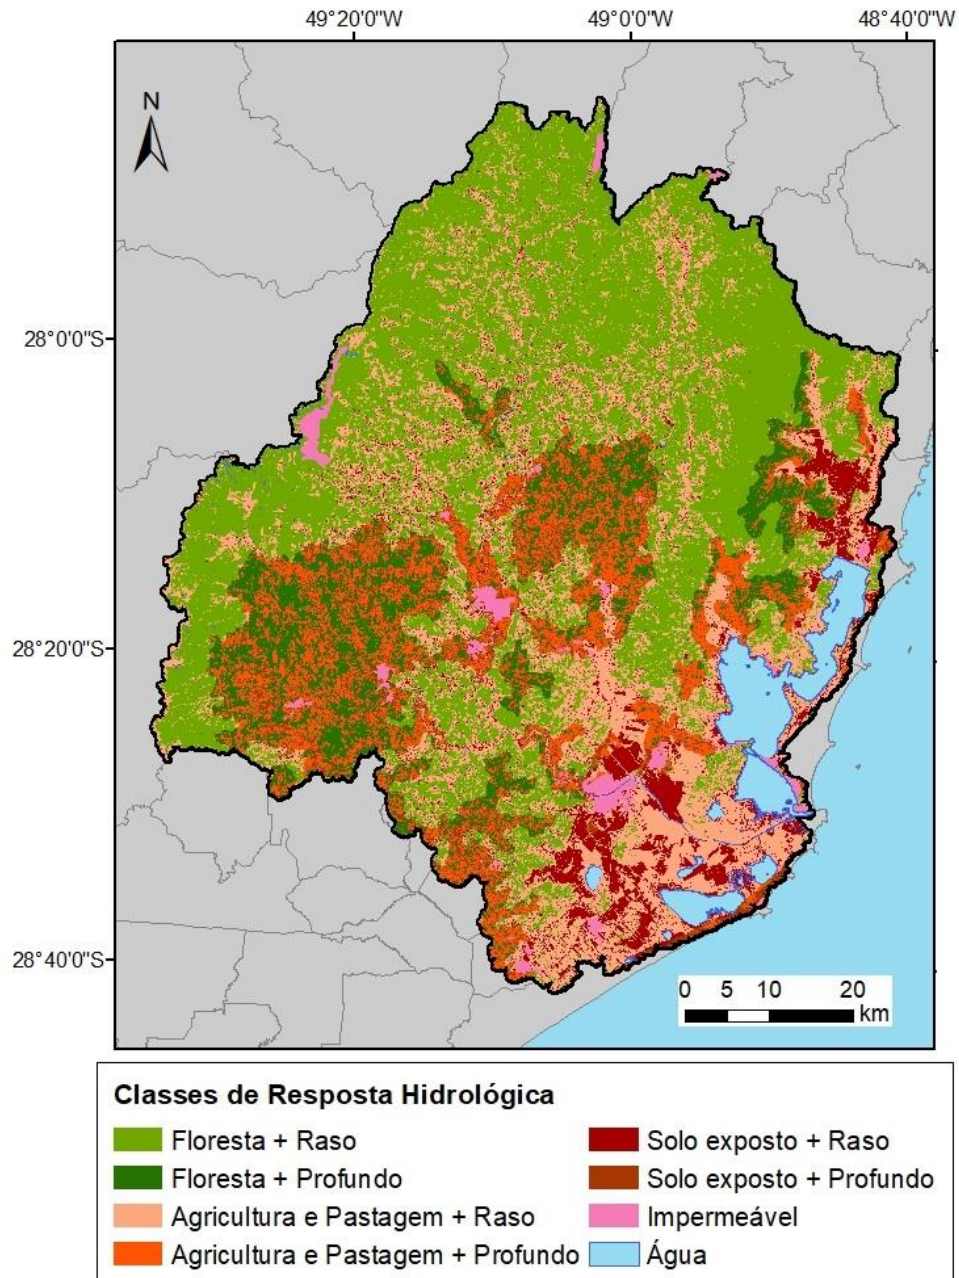 49°20'0"W 49°0'0"W 48°40'0"W
N
28°0'0"S
28°20'0"S
28°40'0"S
0 5 10 20
km
Classes de Resposta Hidrológica
Floresta + Raso
Floresta + Profundo
Agricultura e Pastagem + Raso
Agricultura e Pastagem + Profundo
Solo exposto + Raso
Solo exposto + Profundo
Impermeável
Água